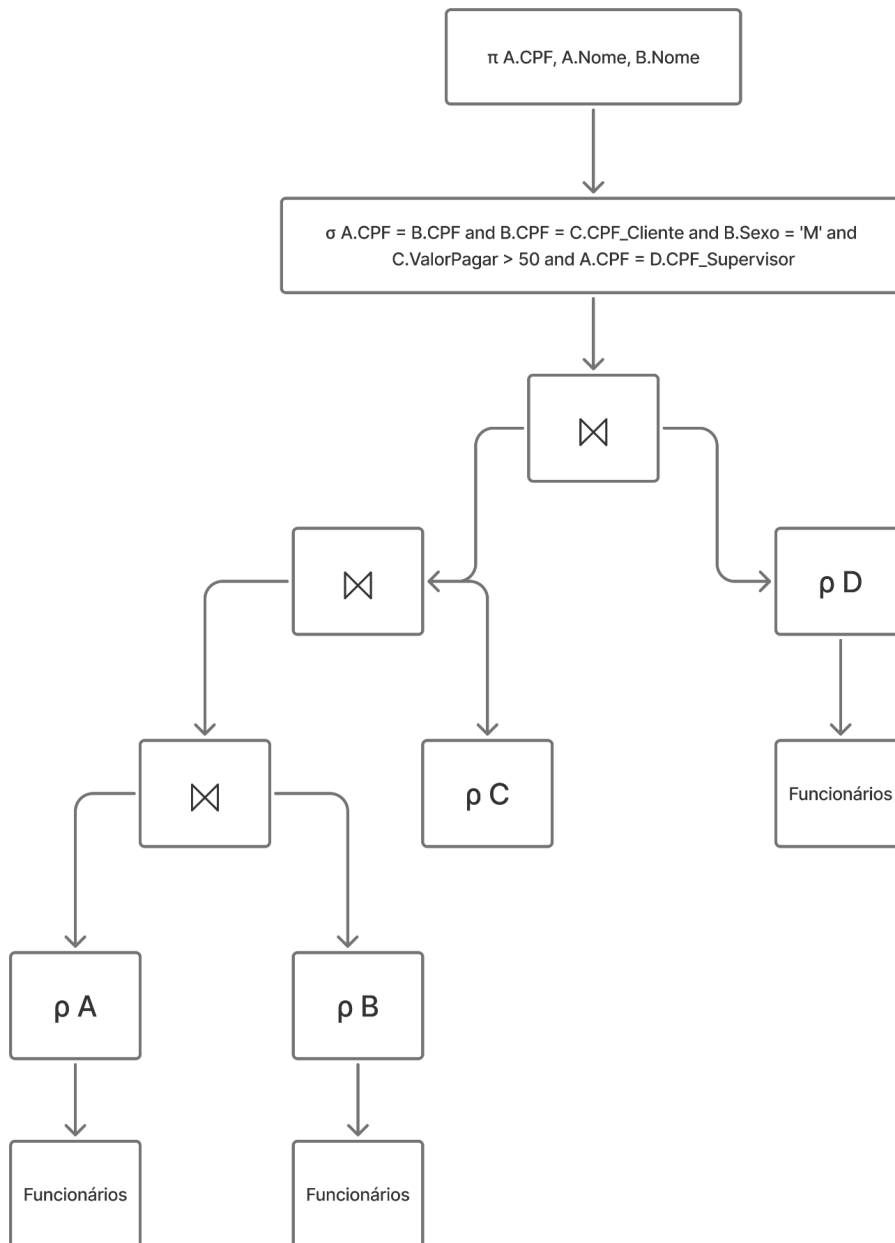 π A.CPF, A.Nome, B.Nome
σ A.CPF = B.CPF and B.CPF = C.CPF_Cliente and B.Sexo = 'M' and
C.ValorPagar > 50 and A.CPF = D.CPF_Supervisor
⋈
⋈
ρ D
⋈
ρ C
Funcionários
ρ A
ρ B
Funcionários
Funcionários